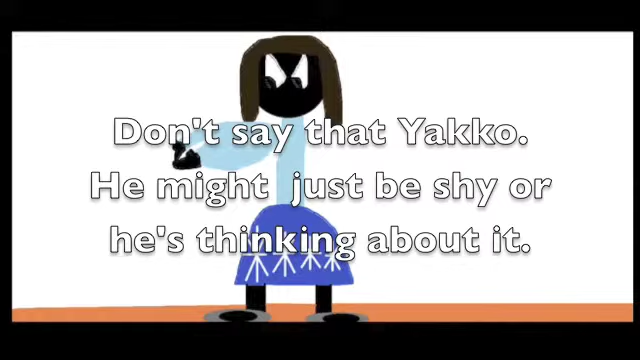 Don't say that Yakko.
He might  just be shy or
he's thinking about it.